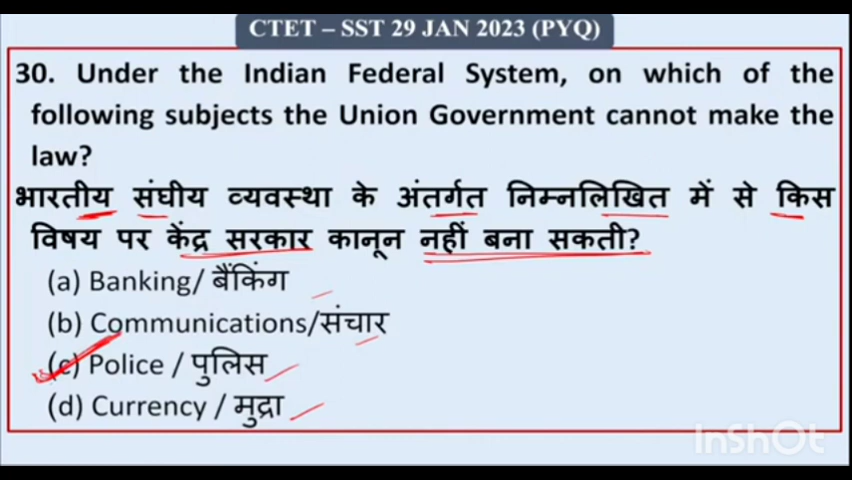 CTET – SST 29 JAN 2023 (PYQ)
30. Under the Indian Federal System, on which of the
following subjects the Union Government cannot make the
law?
भारतीय संघीय व्यवस्था के अंतर्गत निम्नलिखित में से किस
विषय पर केंद्र सरकार कानून नहीं बना सकती?
(a) Banking/ बैंकिंग
(b) Communications/संचार
(c) Police / पुलिस
(d) Currency / मुद्रा
InShOt